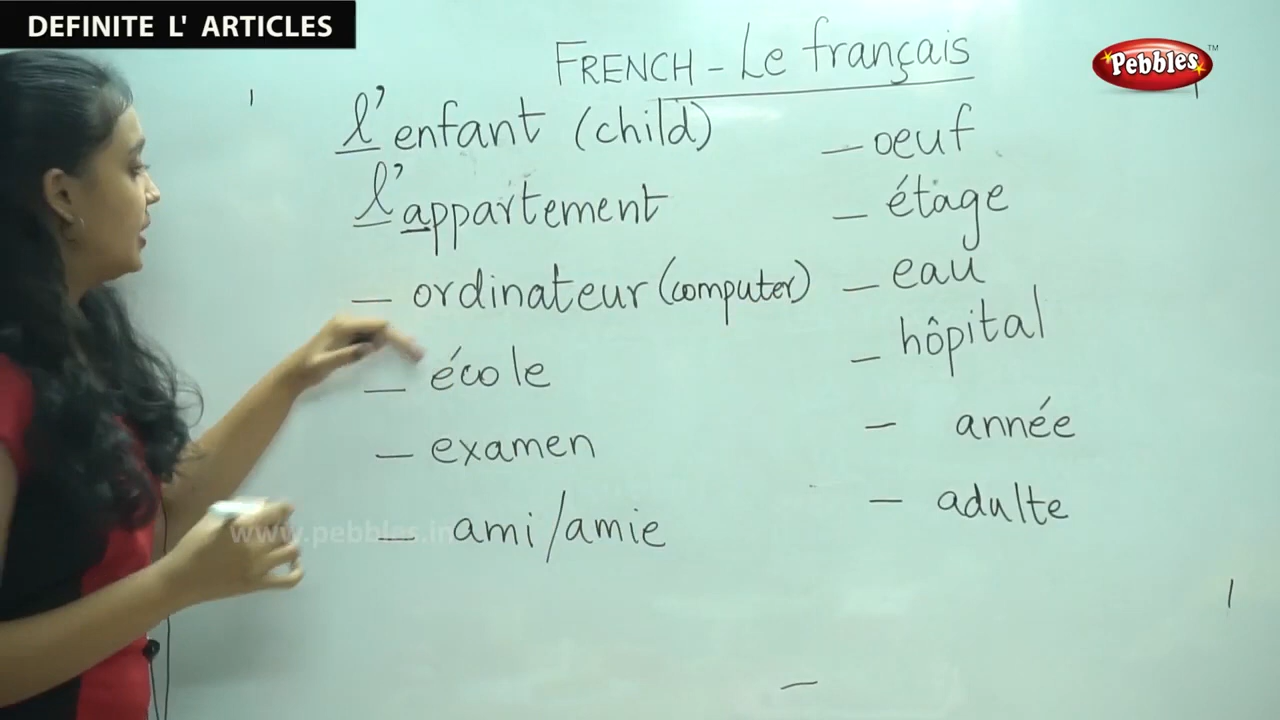 DEFINITE L' ARTICLES
FRENCH - Le français
Pebbles™
l'enfant (child)
l'appartement
— ordinateur (computer)
— école
— examen
— ami/amie
— oeuf
— étage
— eau
— hôpital
— année
— adulte
www.pebbles.in